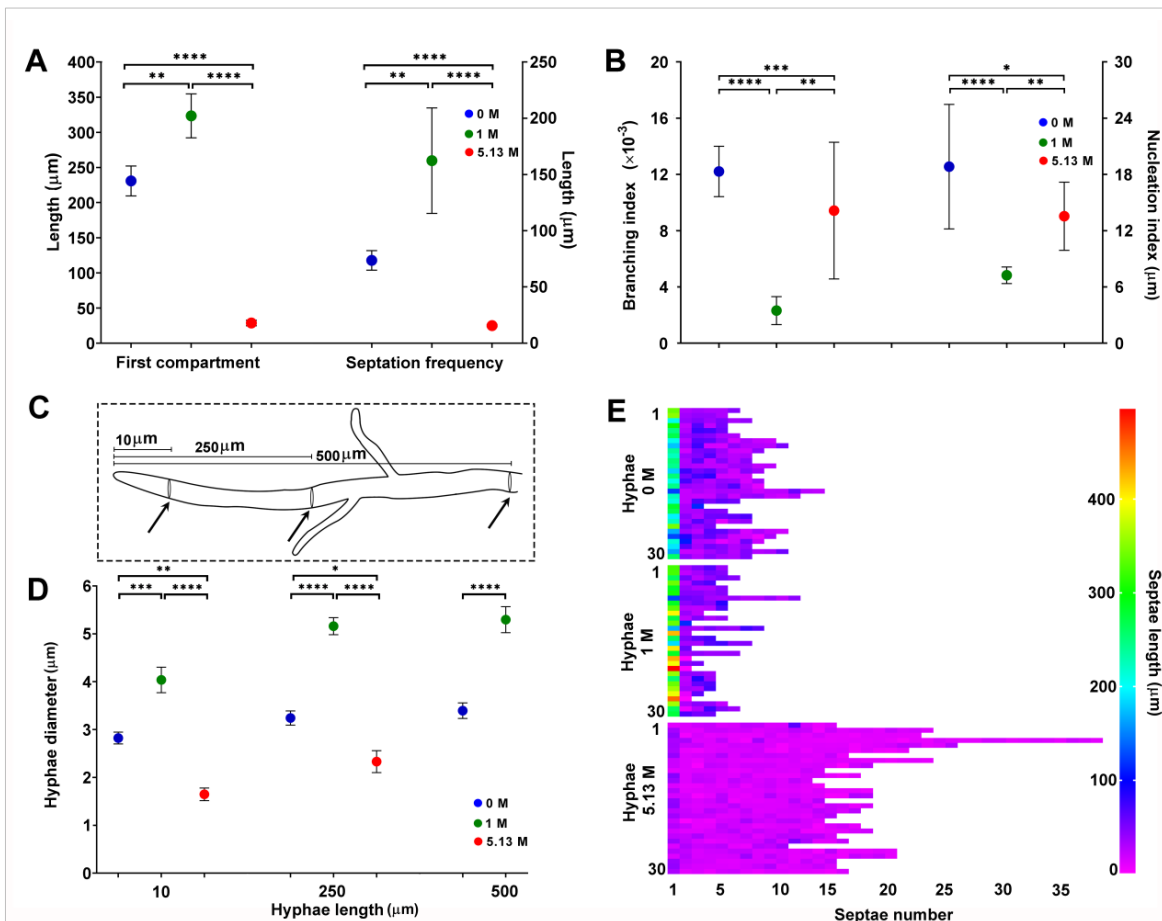 A
****
**
****
****
**
****
400
350
300
250
200
150
100
50
0
Length (μm)
250
200
150
100
50
0
Length (μm)
0 M
1 M
5.13 M
First compartment
Septation frequency
B
***
****
**
*
****
**
20
16
12
8
4
0
Branching index (×10-3)
30
24
18
12
6
0
Nucleation index (μm)
0 M
1 M
5.13 M
C
10μm
250μm
500μm
D
**
***
****
*
****
****
****
6
5
4
3
2
1
0
Hyphae diameter (μm)
0 M
1 M
5.13 M
10
250
500
Hyphae length (μm)
E
1
Hyphae 0 M
30
1
Hyphae 1 M
30
1
Hyphae 5.13 M
30
1 5 10 15 20 25 30 35
Septae number
400
300
200
100
0
Septae length (μm)